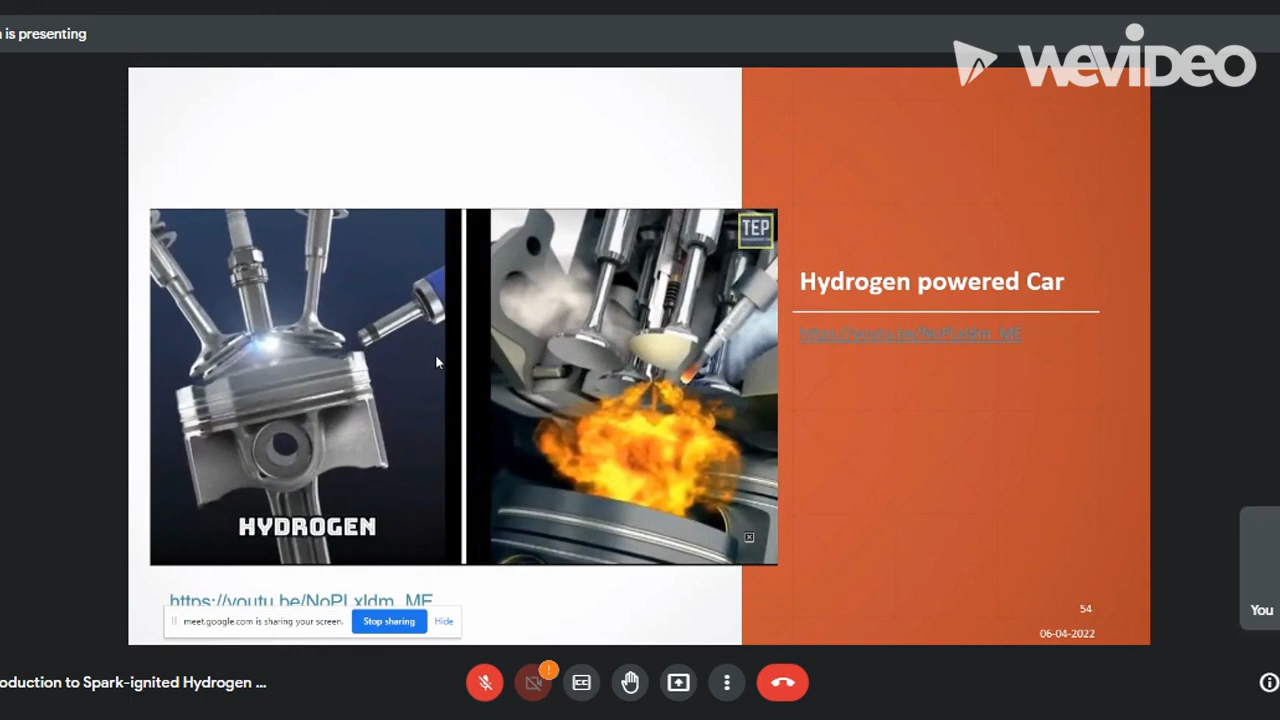 n is presenting
WEVIDEO
TEP
Hydrogen powered Car
HYDROGEN
meet.google.com is sharing your screen.
Stop sharing
Hide
54
06-04-2022
You
oduction to Spark-ignited Hydrogen ...
CC